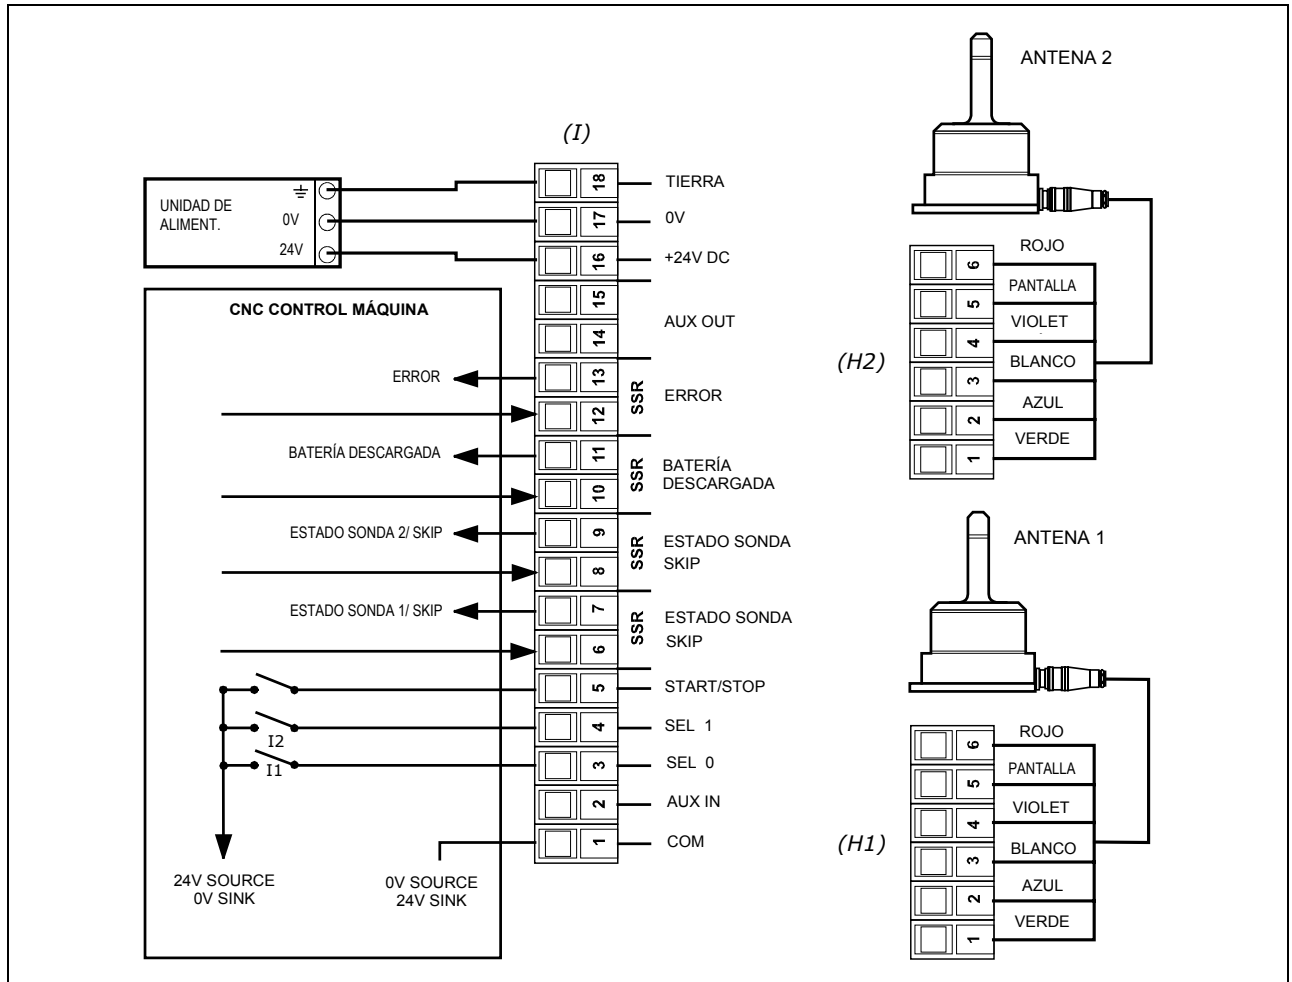 (I)
UNIDAD DE
ALIMENT.
0V
24V
18
TIERRA
17
0V
16
+24V DC
15
14
AUX OUT
CNC CONTROL MÁQUINA
ERROR
13
12
SSR
ERROR
BATERÍA DESCARGADA
11
10
SSR
BATERÍA
DESCARGADA
ESTADO SONDA 2/ SKIP
9
8
SSR
ESTADO SONDA
SKIP
ESTADO SONDA 1/ SKIP
7
6
SSR
ESTADO SONDA
SKIP
5
START/STOP
I2
4
SEL 1
I1
3
SEL 0
2
AUX IN
1
COM
24V SOURCE
0V SINK
0V SOURCE
24V SINK
ANTENA 2
(H2)
6
ROJO
5
PANTALLA
4
VIOLET
3
BLANCO
2
AZUL
1
VERDE
ANTENA 1
(H1)
6
ROJO
5
PANTALLA
4
VIOLET
3
BLANCO
2
AZUL
1
VERDE